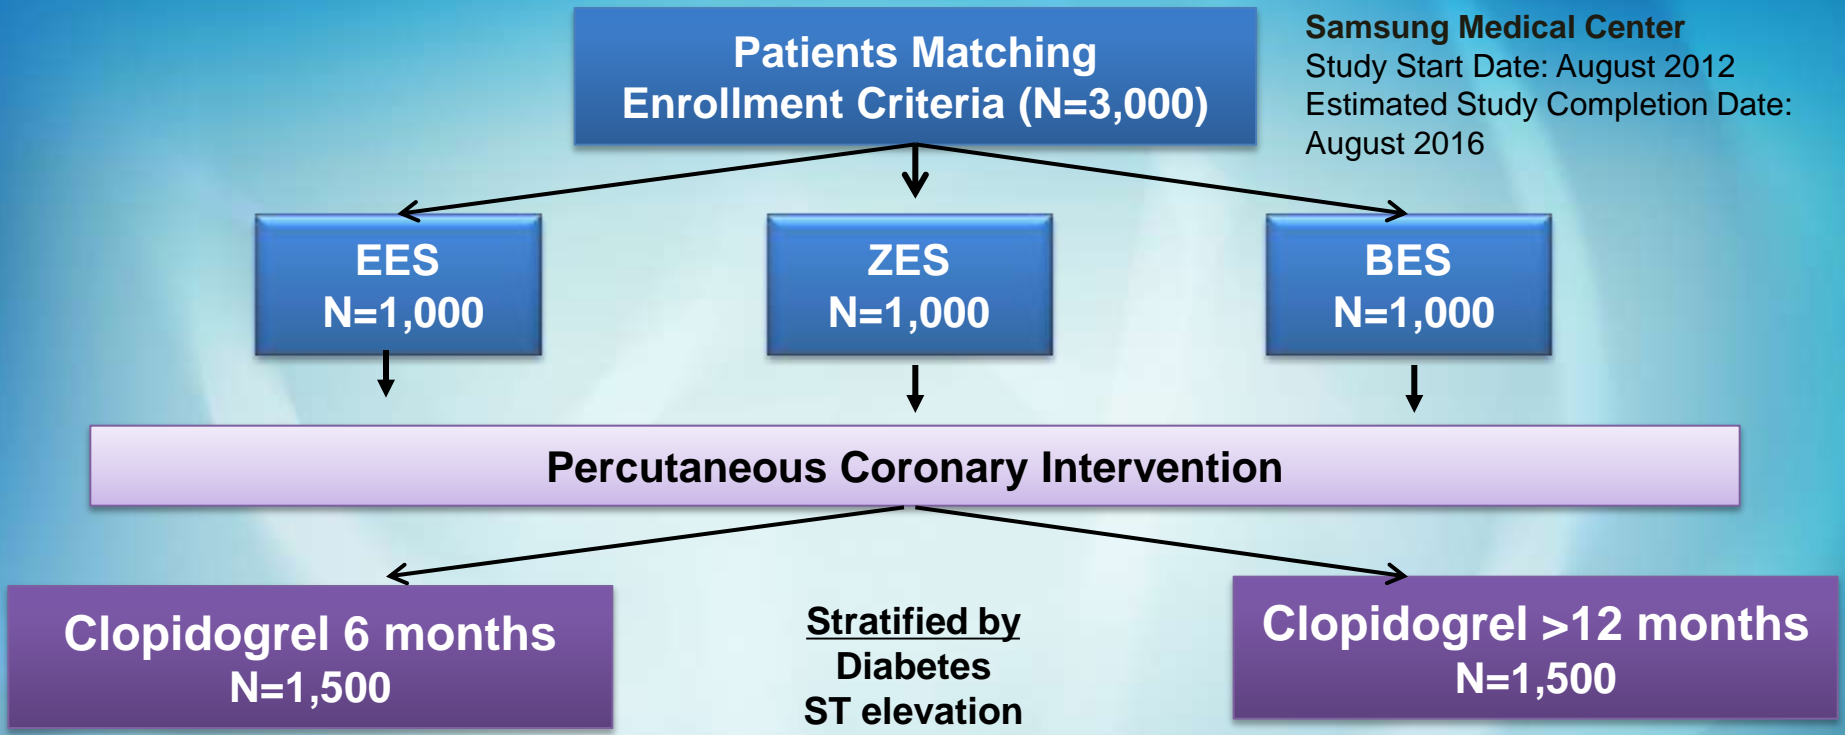 Patients Matching
Enrollment Criteria (N=3,000)
Samsung Medical Center
Study Start Date: August 2012
Estimated Study Completion Date:
August 2016
EES
N=1,000
ZES
N=1,000
BES
N=1,000
Percutaneous Coronary Intervention
Clopidogrel 6 months
N=1,500
Stratified by
Diabetes
ST elevation
Clopidogrel >12 months
N=1,500